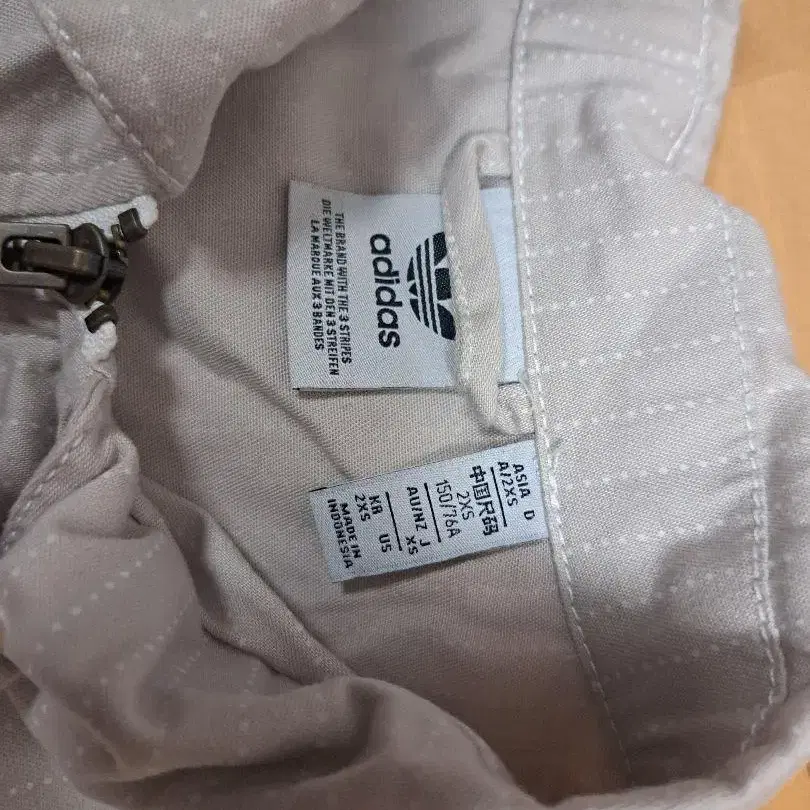 adidas
THE BRAND WITH THE 3 STRIPES
DIE WELTMARKE MIT DEN 3 STREIFEN
LA MARQUE AUX 3 BANDES
ASIA D
A/2XS
中国尺码
2XS
150/76A
AU/NZ J
XS
KR US
2XS
MADE IN
INDONESIA